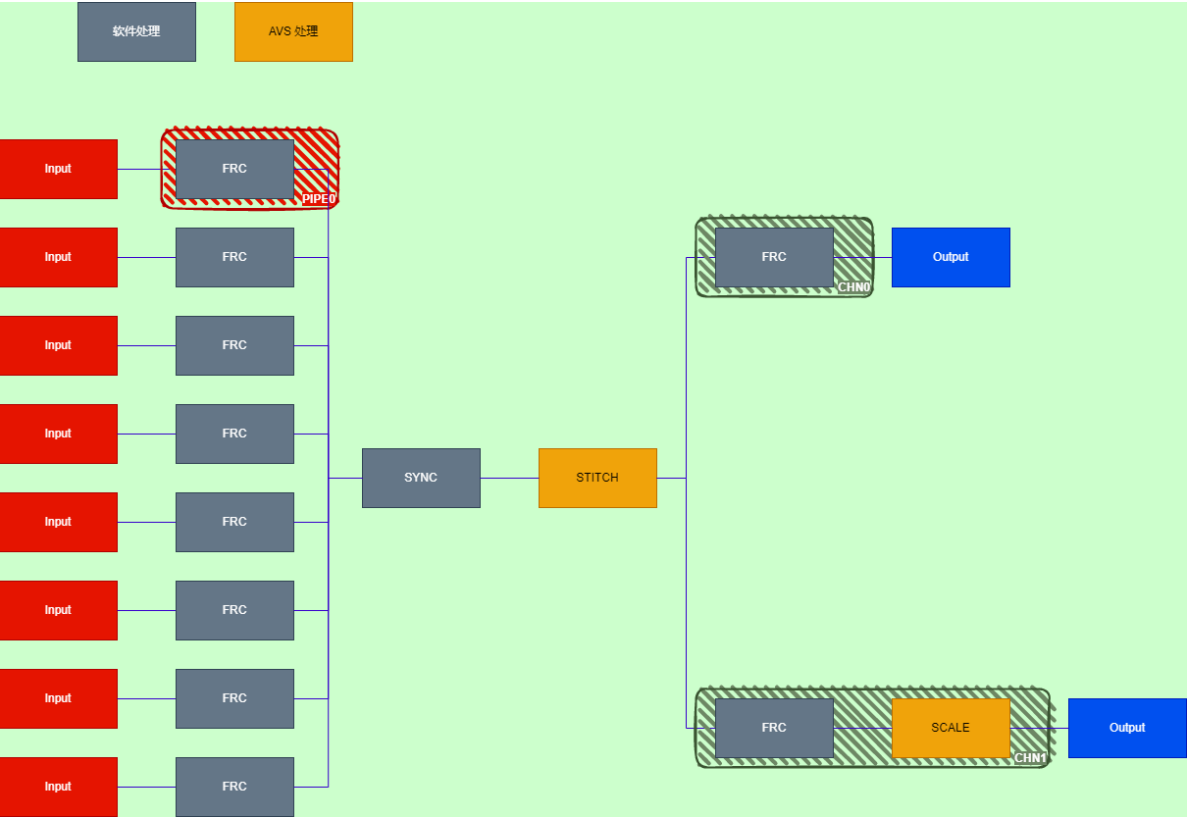 软件处理
AVS 处理
Input
FRC
PIPE0
Input
FRC
FRC
Output
CHN0
Input
FRC
Input
FRC
SYNC
STITCH
Input
FRC
Input
FRC
Input
FRC
FRC
SCALE
Output
CHN1
Input
FRC